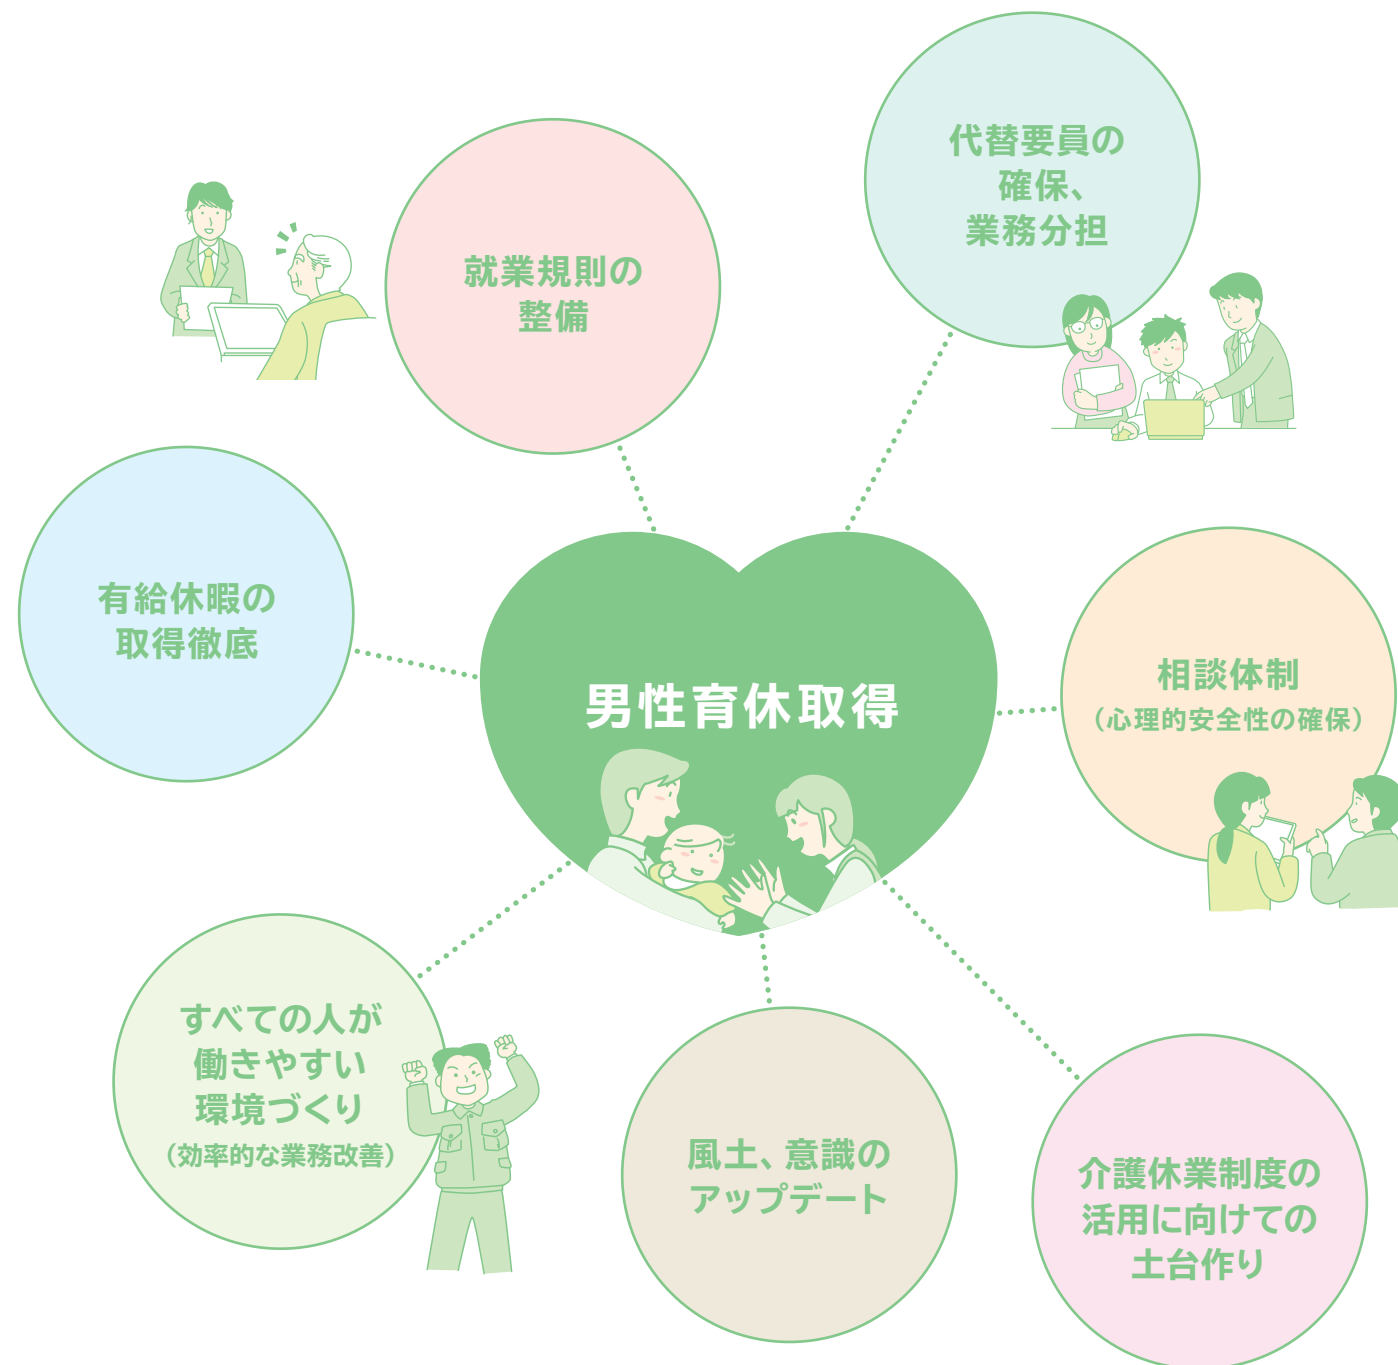 代替要員の
確保、
業務分担
就業規則の
整備
有給休暇の
取得徹底
男性育休取得
相談体制
（心理的安全性の確保）
すべての人が
働きやすい
環境づくり
（効率的な業務改善）
風土、意識の
アップデート
介護休業制度の
活用に向けての
土台作り